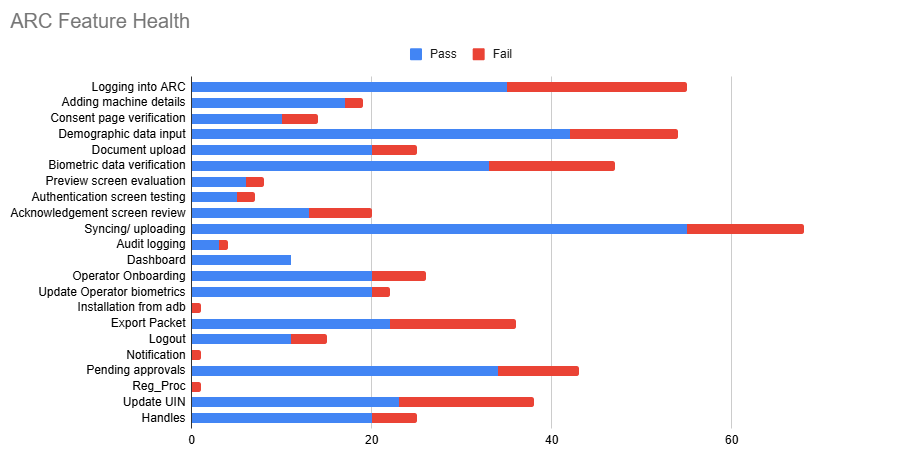 ARC Feature Health
Pass Fail
Logging into ARC
Adding machine details
Consent page verification
Demographic data input
Document upload
Biometric data verification
Preview screen evaluation
Authentication screen testing
Acknowledgement screen review
Syncing/ uploading
Audit logging
Dashboard
Operator Onboarding
Update Operator biometrics
Installation from adb
Export Packet
Logout
Notification
Pending approvals
Reg_Proc
Update UIN
Handles
0 20 40 60